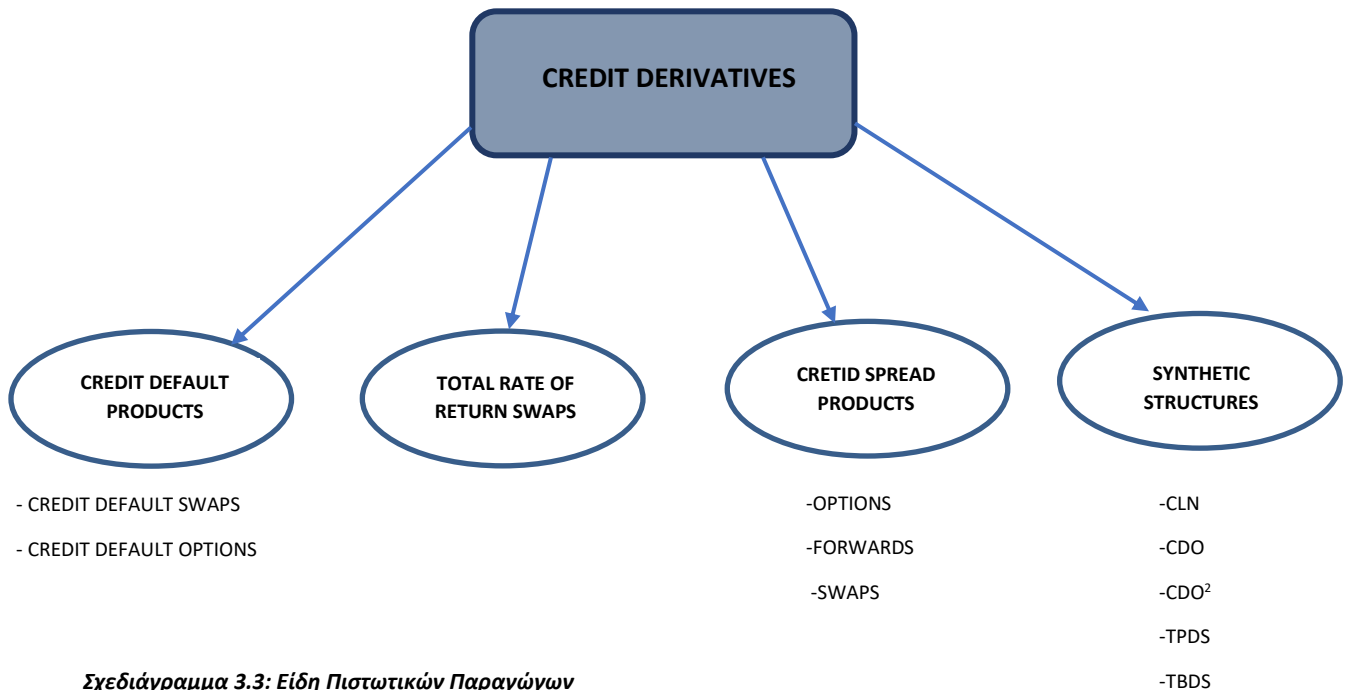 CREDIT DERIVATIVES
CREDIT DEFAULT
PRODUCTS
TOTAL RATE OF
RETURN SWAPS
CRETID SPREAD
PRODUCTS
SYNTHETIC
STRUCTURES
- CREDIT DEFAULT SWAPS
- CREDIT DEFAULT OPTIONS
-OPTIONS
-FORWARDS
-SWAPS
-CLN
-CDO
-CDO²
-TPDS
-TBDS
Σχεδιάγραμμα 3.3: Είδη Πιστωτικών Παραγώγων